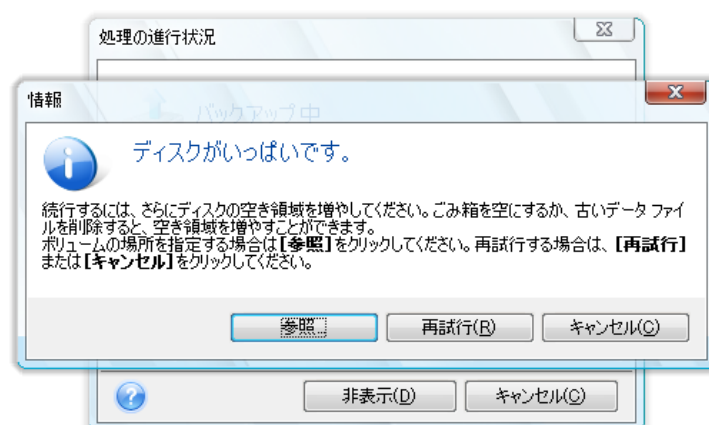 処理の進行状況
情報
バックアップ中
ディスクがいっぱいです。
続行するには、さらにディスクの空き領域を増やしてください。ごみ箱を空にするか、古いデータ ファイ
ルを削除すると、空き領域を増やすことができます。
ボリュームの場所を指定する場合は[参照]をクリックしてください。再試行する場合は、[再試行]
または[キャンセル]をクリックしてください。
参照... 再試行(R) キャンセル(C)
非表示(D) キャンセル(C)